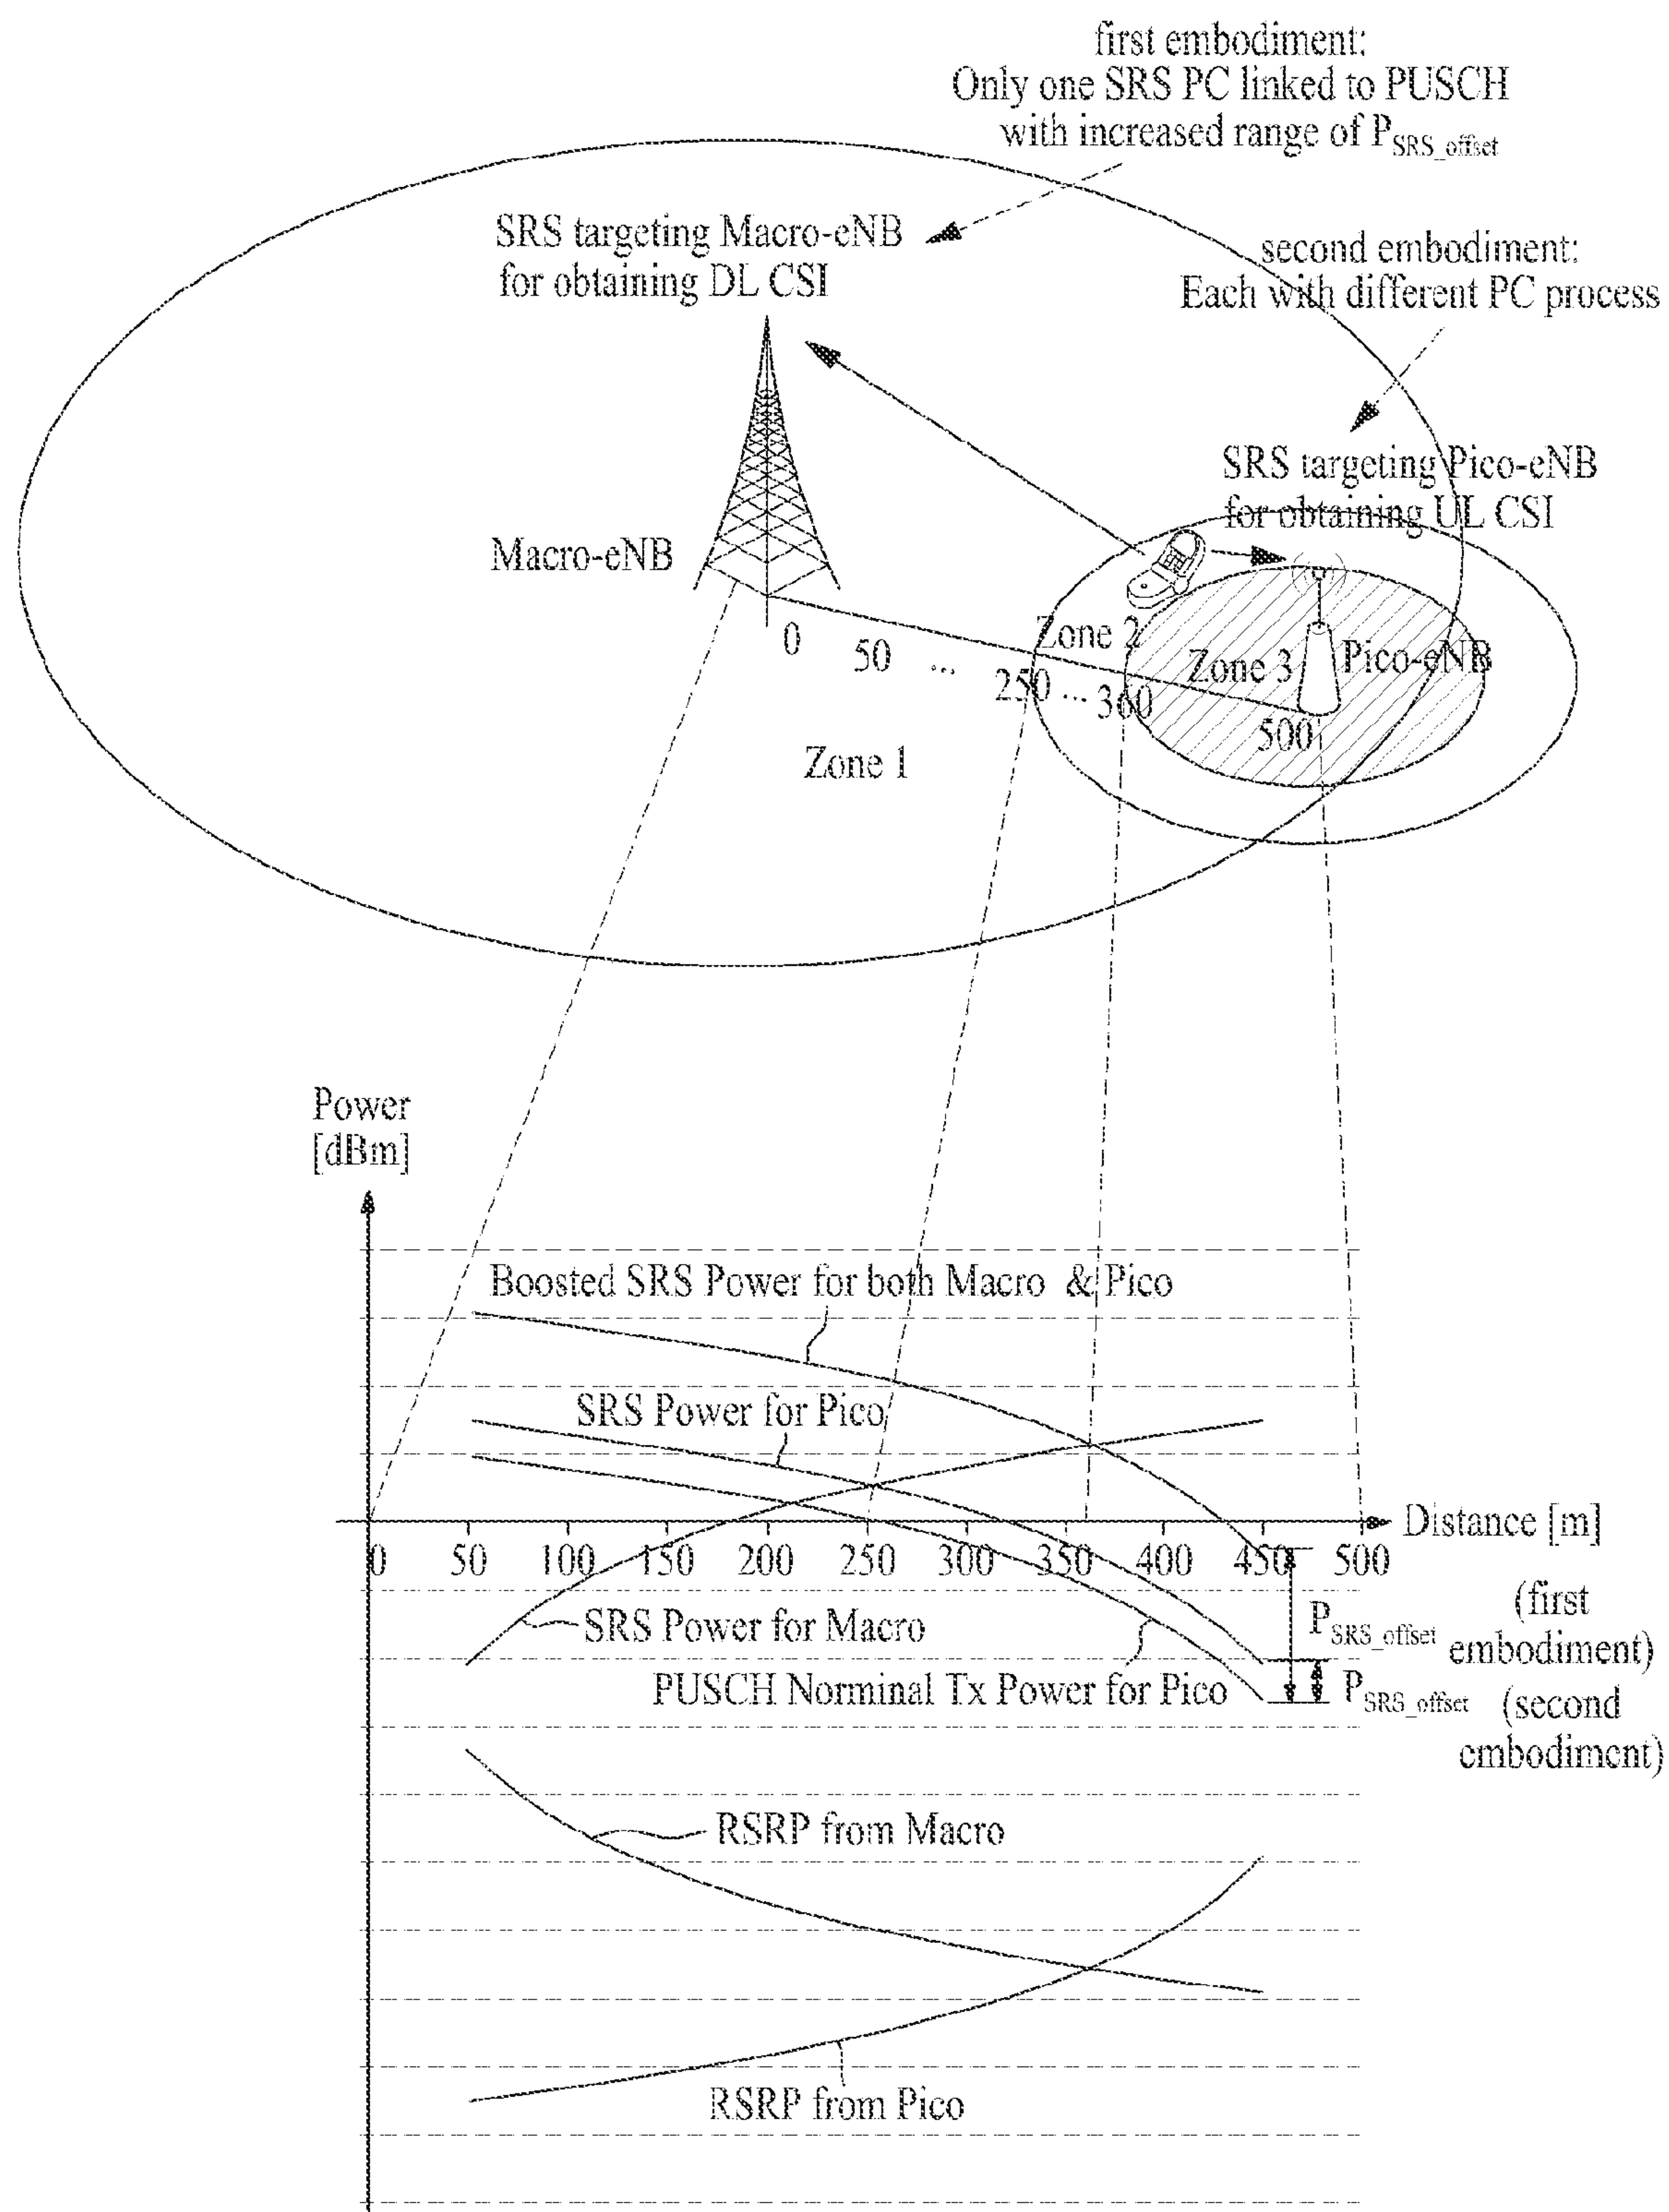 first embodiment:
Only one SRS PC linked to PUSCH
with increased range of P_SRS_offset
SRS targeting Macro-eNB
for obtaining DL CSI
second embodiment:
Each with different PC process
SRS targeting Pico-eNB
for obtaining UL CSI
Macro-eNB
0
50
...
250
...
360
500
Zone 2
Zone 3
Pico-eNB
Zone 1
Power
[dBm]
Boosted SRS Power for both Macro & Pico
SRS Power for Pico
Distance [m]
0 50 100 150 200 250 300 350 400 450 500
SRS Power for Macro
PUSCH Norminal Tx Power for Pico
P_SRS_offset
(first
embodiment)
P_SRS_offset
(second
embodiment)
RSRP from Macro
RSRP from Pico